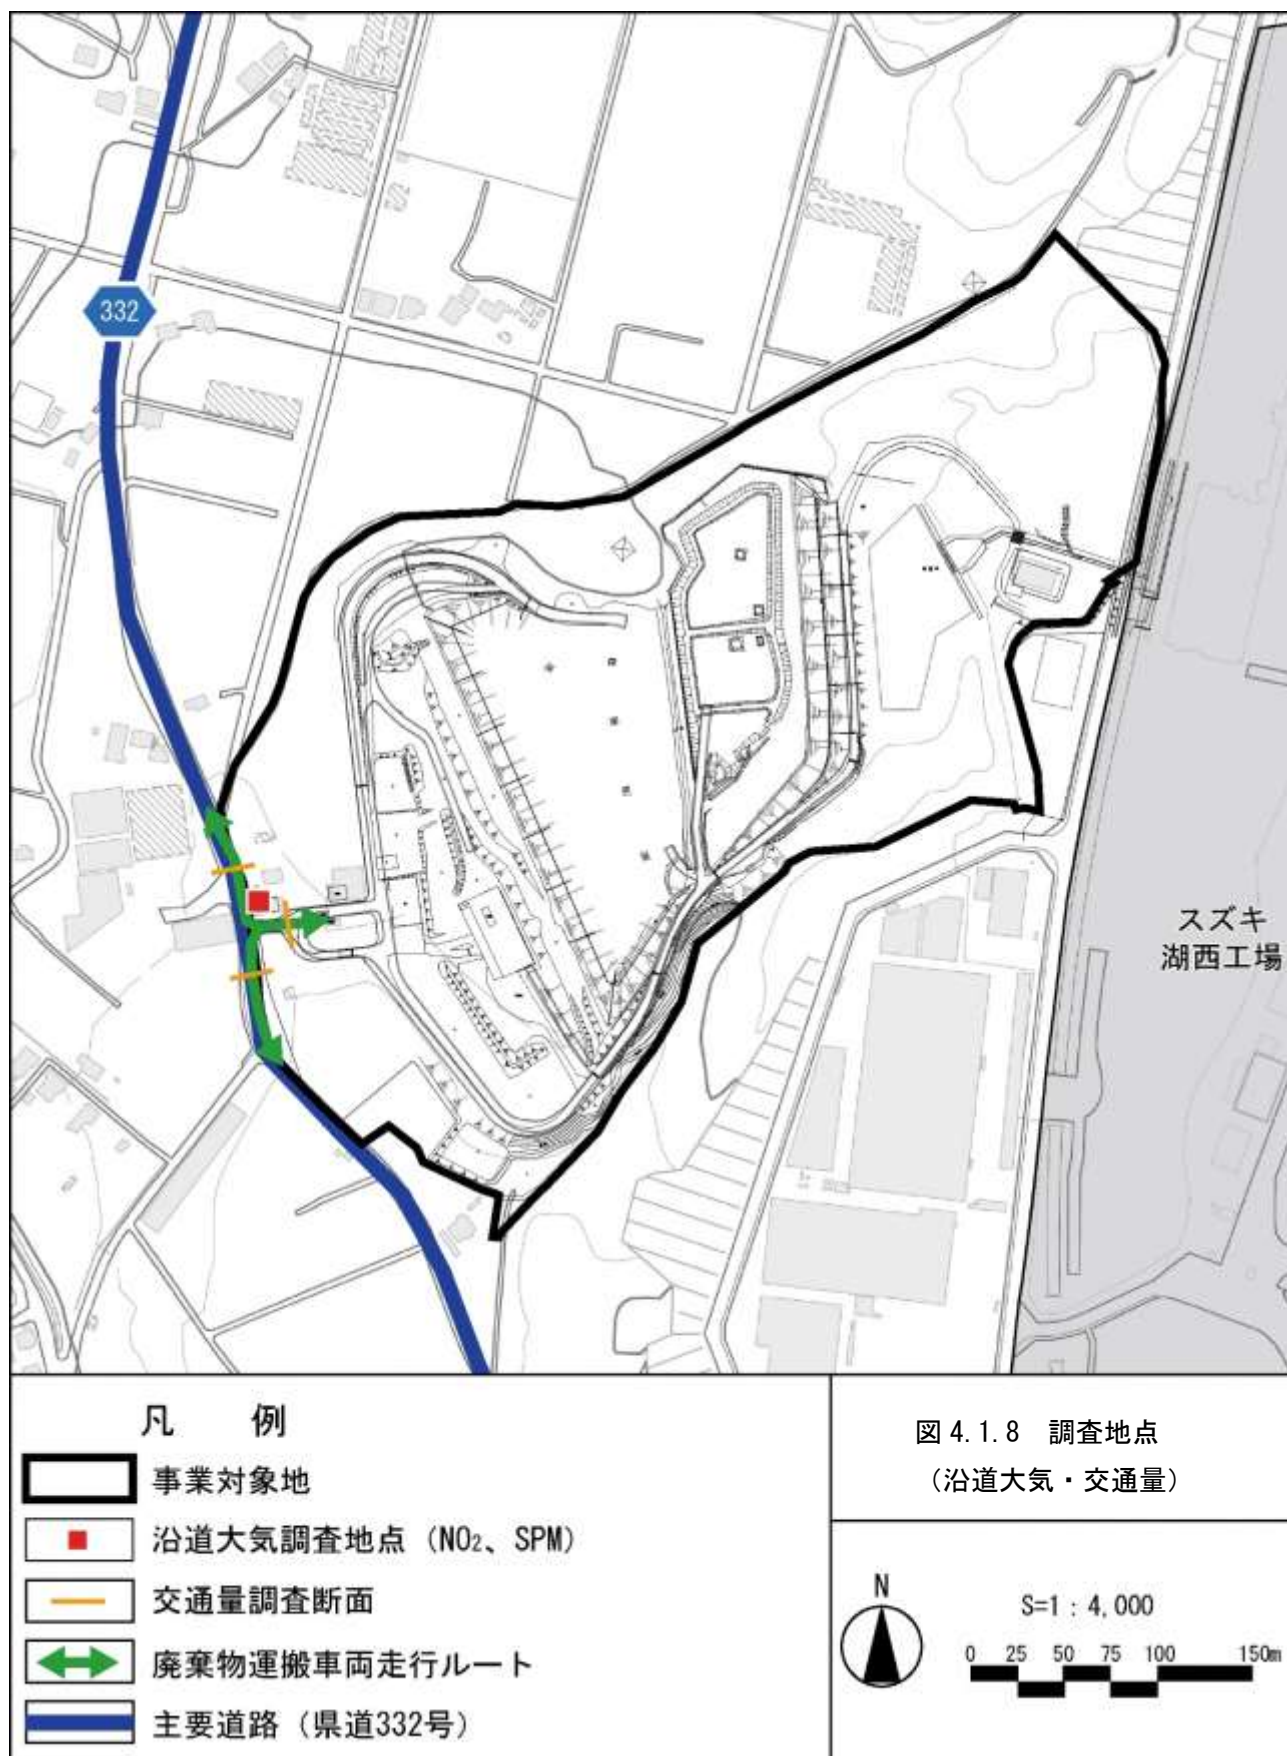 332
スズキ
湖西工場
凡 例
事業対象地
沿道大気調査地点（NO₂、SPM）
交通量調査断面
廃棄物運搬車両走行ルート
主要道路（県道332号）
図 4.1.8 調査地点
（沿道大気・交通量）
N
S=1：4,000
0 25 50 75 100 150m